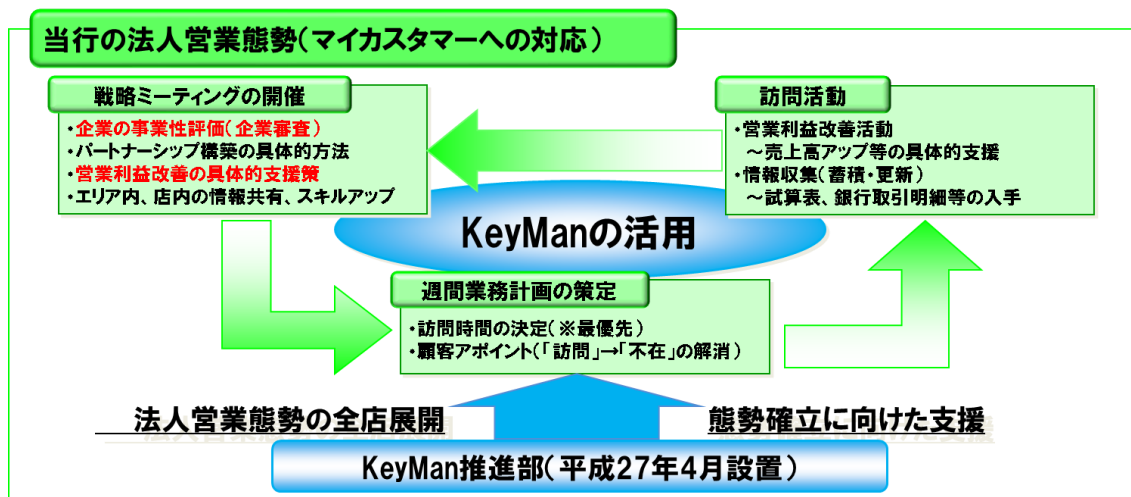 当行の法人営業態勢(マイカスタマーへの対応)
戦略ミーティングの開催
・企業の事業性評価(企業審査)
・パートナーシップ構築の具体的方法
・営業利益改善の具体的支援策
・エリア内、店内の情報共有、スキルアップ
訪問活動
・営業利益改善活動
～売上高アップ等の具体的支援
・情報収集(蓄積・更新)
～試算表、銀行取引明細等の入手
KeyManの活用
週間業務計画の策定
・訪問時間の決定(※最優先)
・顧客アポイント(「訪問」→「不在」の解消)
法人営業態勢の全店展開
態勢確立に向けた支援
KeyMan推進部(平成27年4月設置)